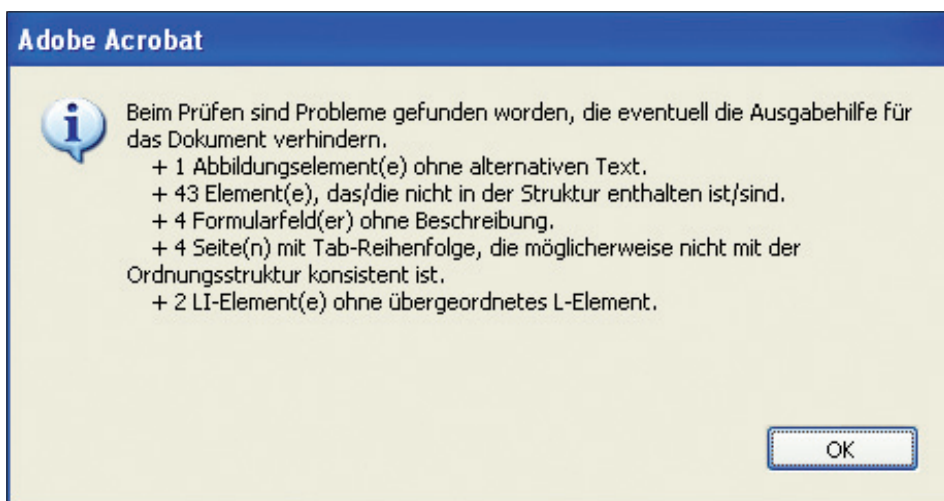 Adobe Acrobat
Beim Prüfen sind Probleme gefunden worden, die eventuell die Ausgabehilfe für
das Dokument verhindern.
+ 1 Abbildungselement(e) ohne alternativen Text.
+ 43 Element(e), das/die nicht in der Struktur enthalten ist/sind.
+ 4 Formularfeld(er) ohne Beschreibung.
+ 4 Seite(n) mit Tab-Reihenfolge, die möglicherweise nicht mit der
Ordnungsstruktur konsistent ist.
+ 2 LI-Element(e) ohne übergeordnetes L-Element.
OK